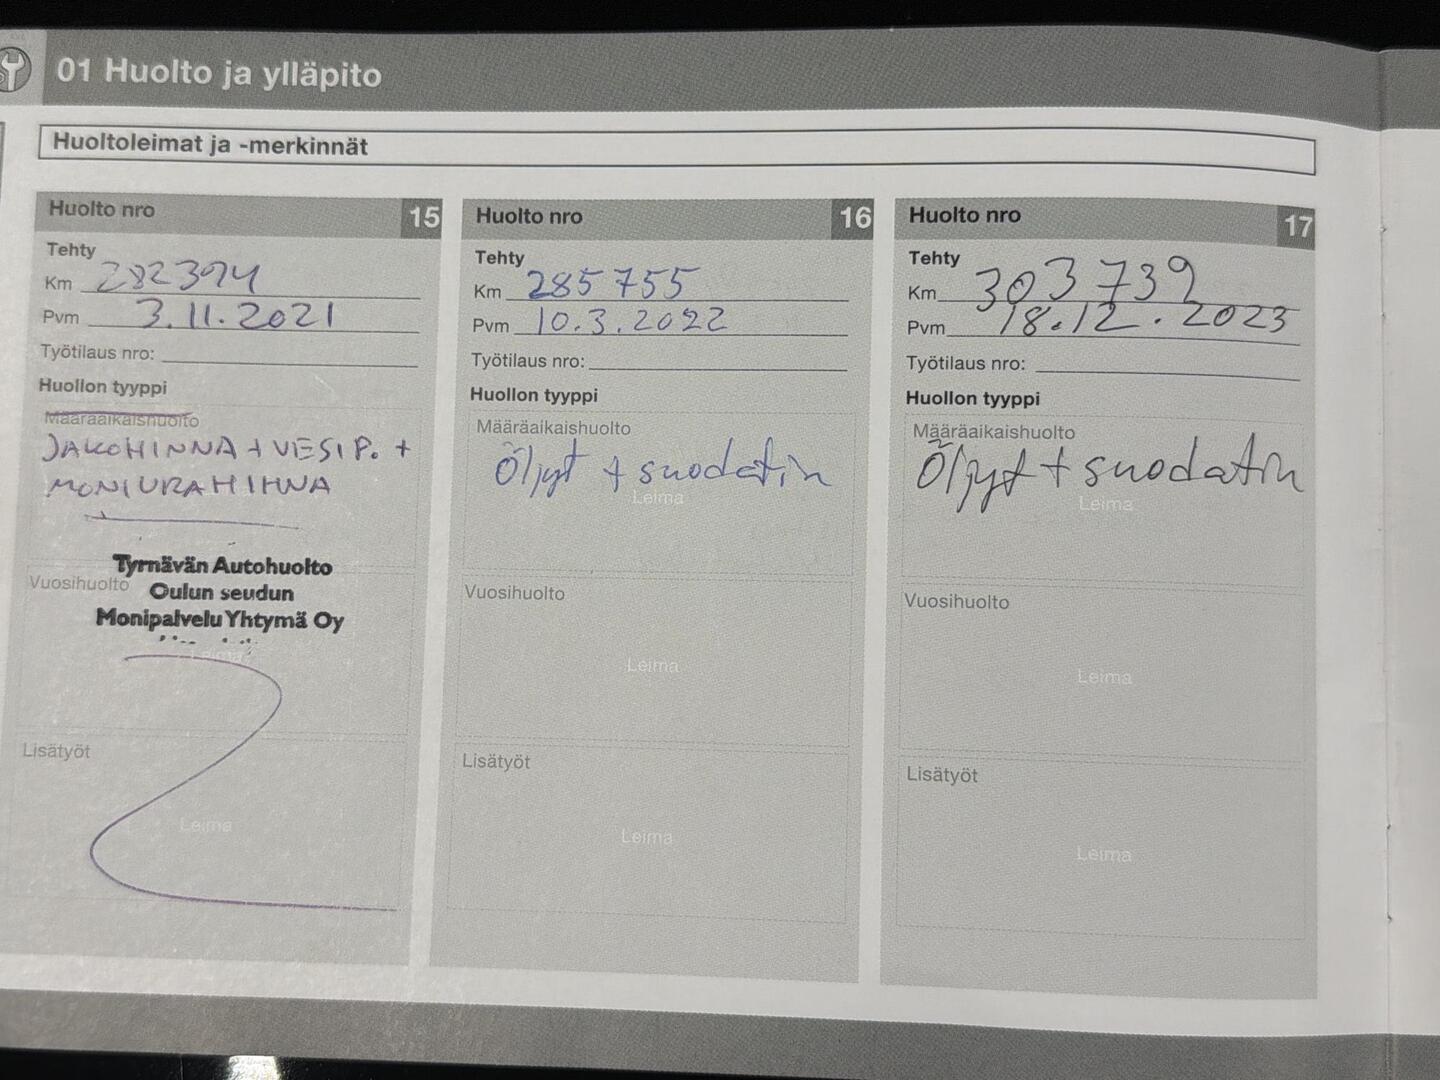 01 Huolto ja ylläpito
Huoltoleimat ja -merkinnät
Huolto nro 15
Tehty
Km 282394
Pvm 3.11.2021
Työtilaus nro:
Huollon tyyppi
Määräaikaishuolto
JAKOHINNA + VESIP. +
MONIURAHIHNA
Tyrnävän Autohuolto
Vuosihuolto
Oulun seudun
Monipalvelu Yhtymä Oy
Leima
Lisätyöt
Leima
Huolto nro 16
Tehty
Km 285755
Pvm 10.3.2022
Työtilaus nro:
Huollon tyyppi
Määräaikaishuolto
Öljyt + suodatin
Leima
Vuosihuolto
Leima
Lisätyöt
Leima
Huolto nro 17
Tehty
Km 303739
Pvm 18.12.2023
Työtilaus nro:
Huollon tyyppi
Määräaikaishuolto
Öljyt + suodatin
Leima
Vuosihuolto
Leima
Lisätyöt
Leima